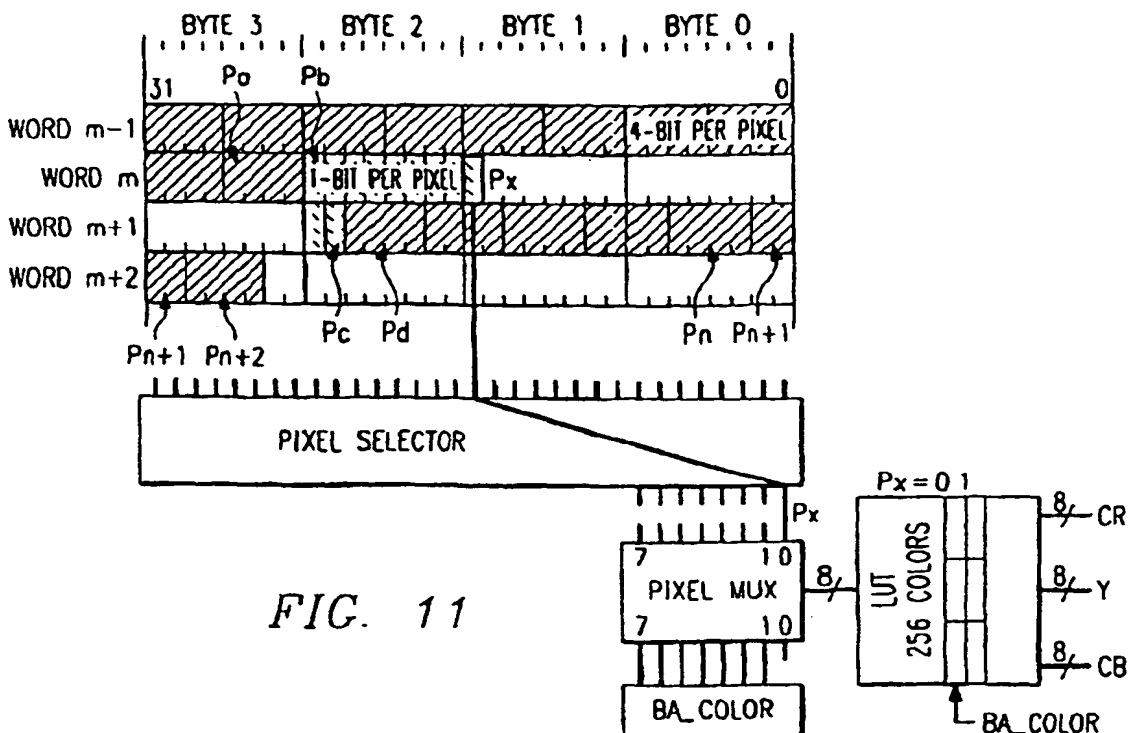 BYTE 3 BYTE 2 BYTE 1 BYTE 0
31 Pa Pb 0
WORD m-1 4-BIT PER PIXEL
WORD m 1-BIT PER PIXEL Px
WORD m+1
WORD m+2
Pc Pd Pn Pn+1
Pn+1 Pn+2
PIXEL SELECTOR
Px
Px=0 1
7 1 0
PIXEL MUX
7 1 0
BA_COLOR
8
LUT
256 COLORS
8 CR
8 Y
8 CB
BA_COLOR
FIG. 11